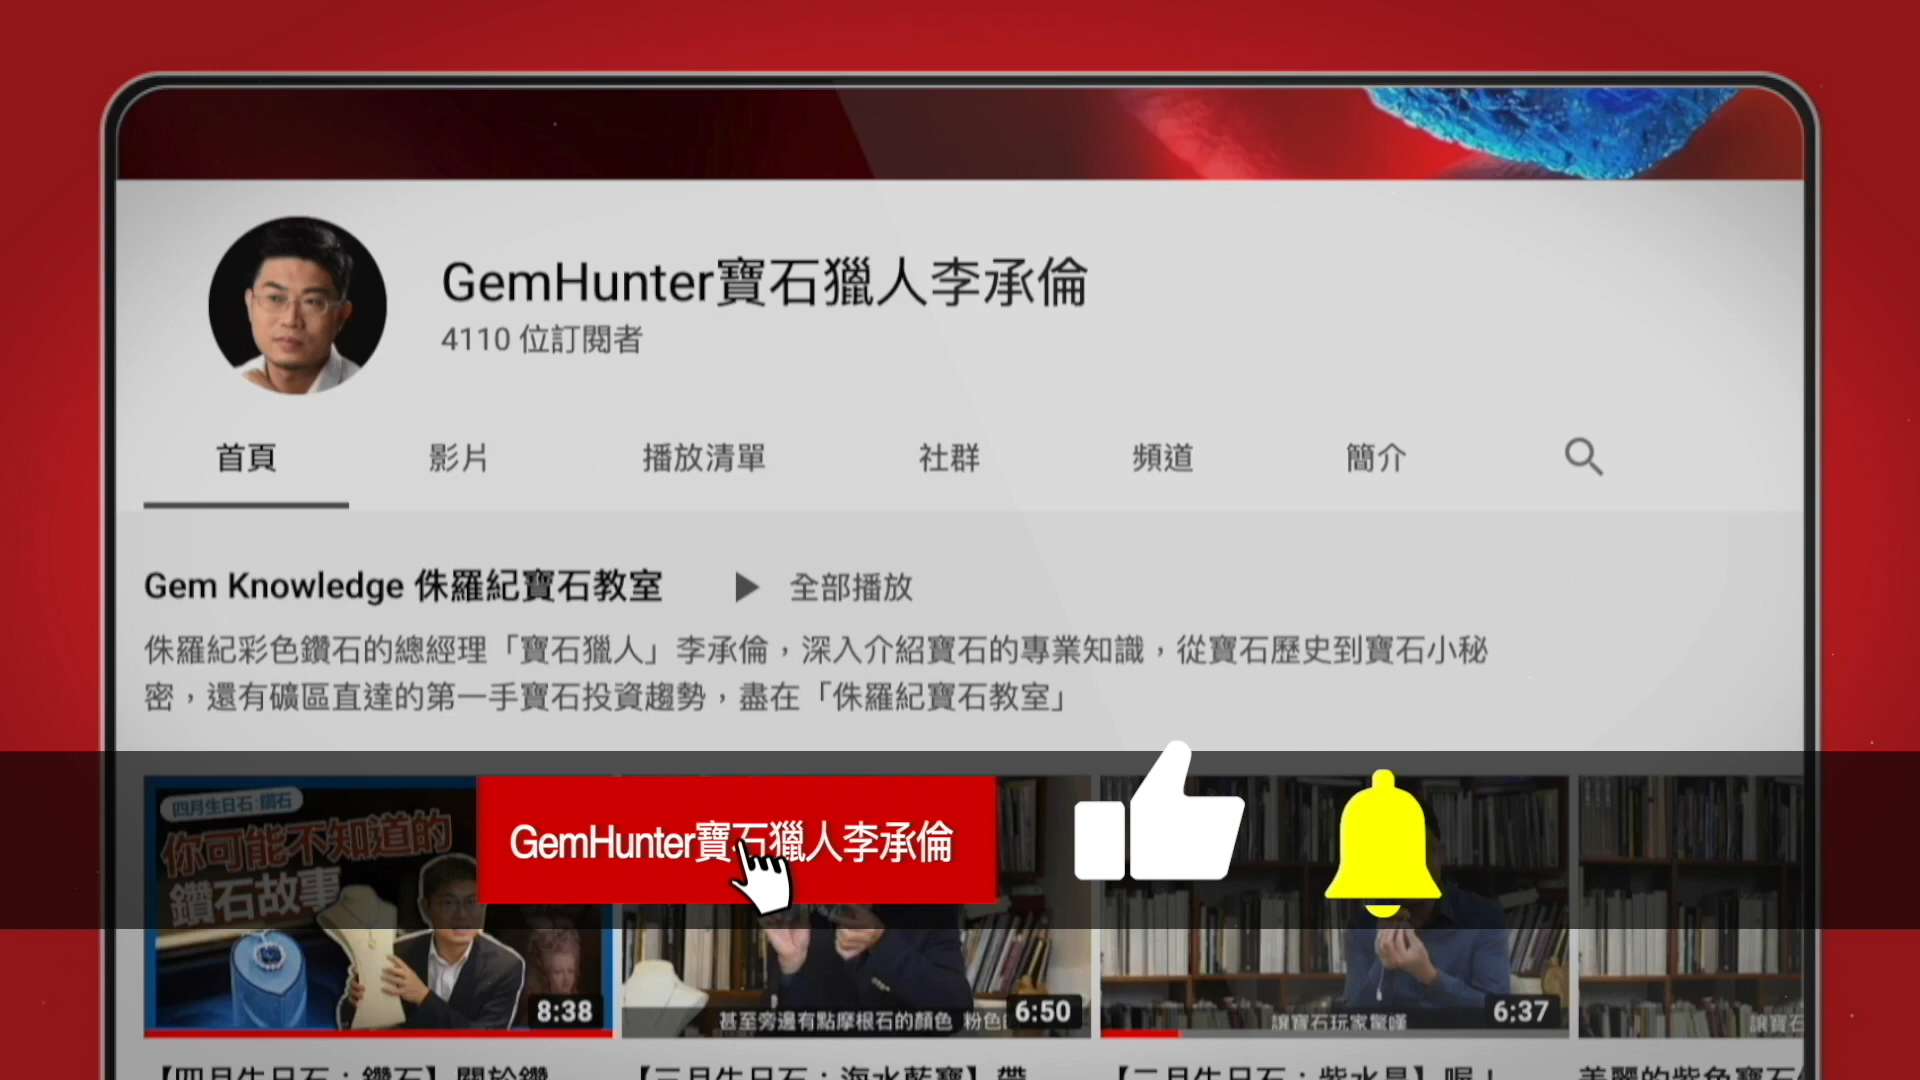 GemHunter寶石獵人李承倫
4110 位訂閱者
首頁 影片 播放清單 社群 頻道 簡介
Gem Knowledge 侏羅紀寶石教室 全部播放
侏羅紀彩色鑽石的總經理「寶石獵人」李承倫，深入介紹寶石的專業知識，從寶石歷史到寶石小秘
密，還有礦區直達的第一手寶石投資趨勢，盡在「侏羅紀寶石教室」
四月生日石:鑽石
你可能不知道的
鑽石故事
GemHunter寶石獵人李承倫
8:38
甚至旁邊有點摩根石的顏色 粉色
6:50
讓寶石玩家驚嘆
6:37
讓寶石
【四月生日石：鑽石】關於鑽
【三月生日石：海水藍寶】帶
【二月生日石：紫水晶】喔！
美麗的紫色寶石